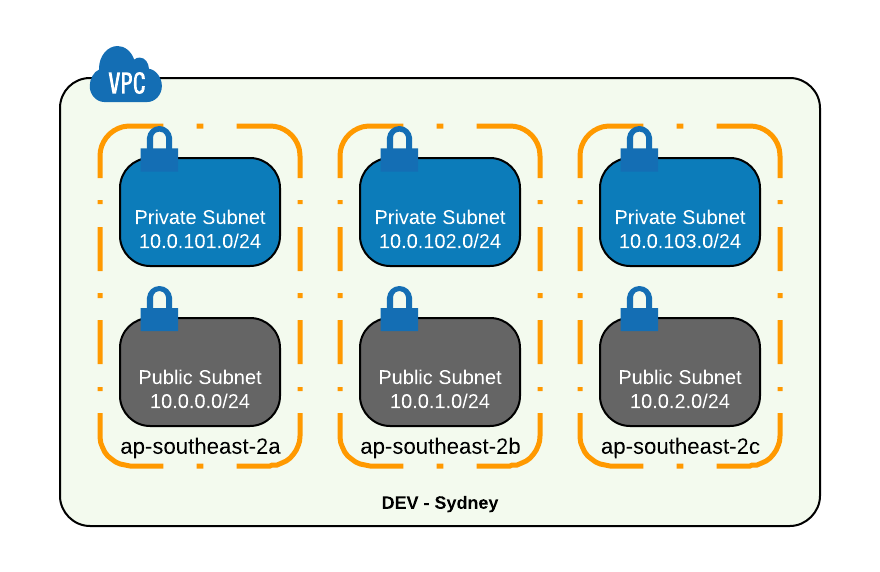 VPC
Private Subnet
10.0.101.0/24
Private Subnet
10.0.102.0/24
Private Subnet
10.0.103.0/24
Public Subnet
10.0.0.0/24
Public Subnet
10.0.1.0/24
Public Subnet
10.0.2.0/24
ap-southeast-2a
ap-southeast-2b
ap-southeast-2c
DEV - Sydney